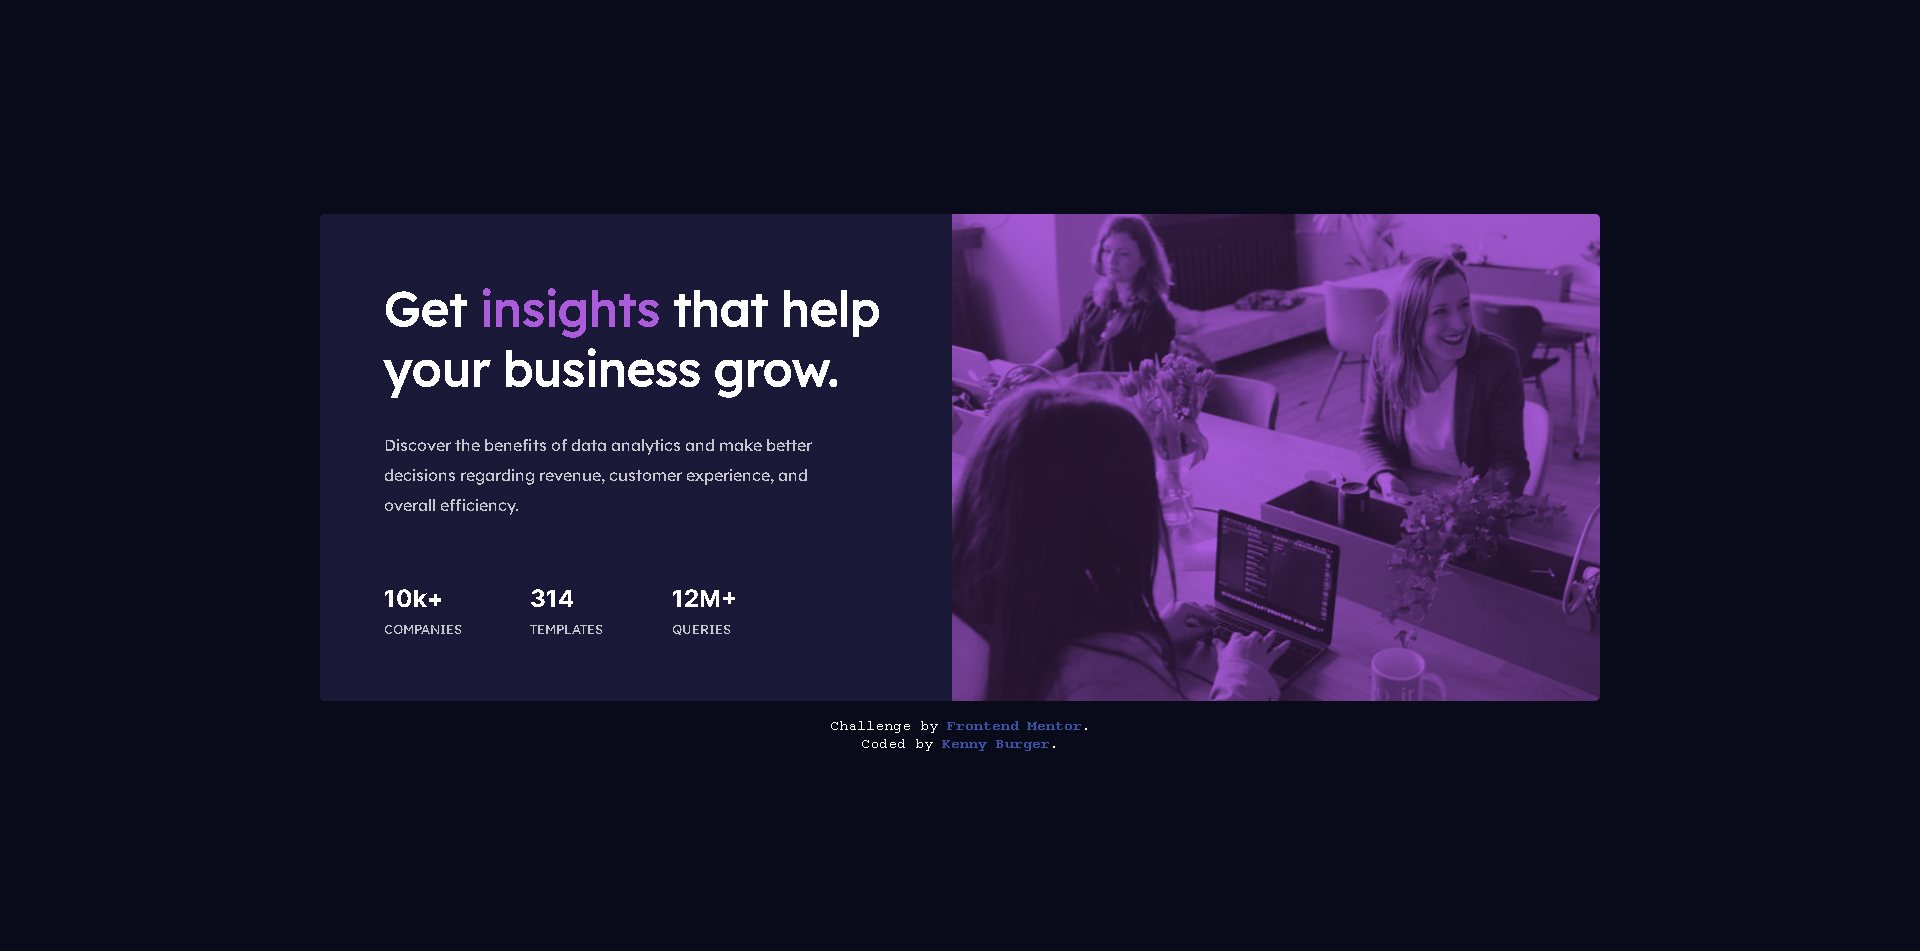 Get insights that help
your business grow.
Discover the benefits of data analytics and make better
decisions regarding revenue, customer experience, and
overall efficiency.
10k+ 314 12M+
COMPANIES TEMPLATES QUERIES
Challenge by Frontend Mentor.
Coded by Kenny Burger.